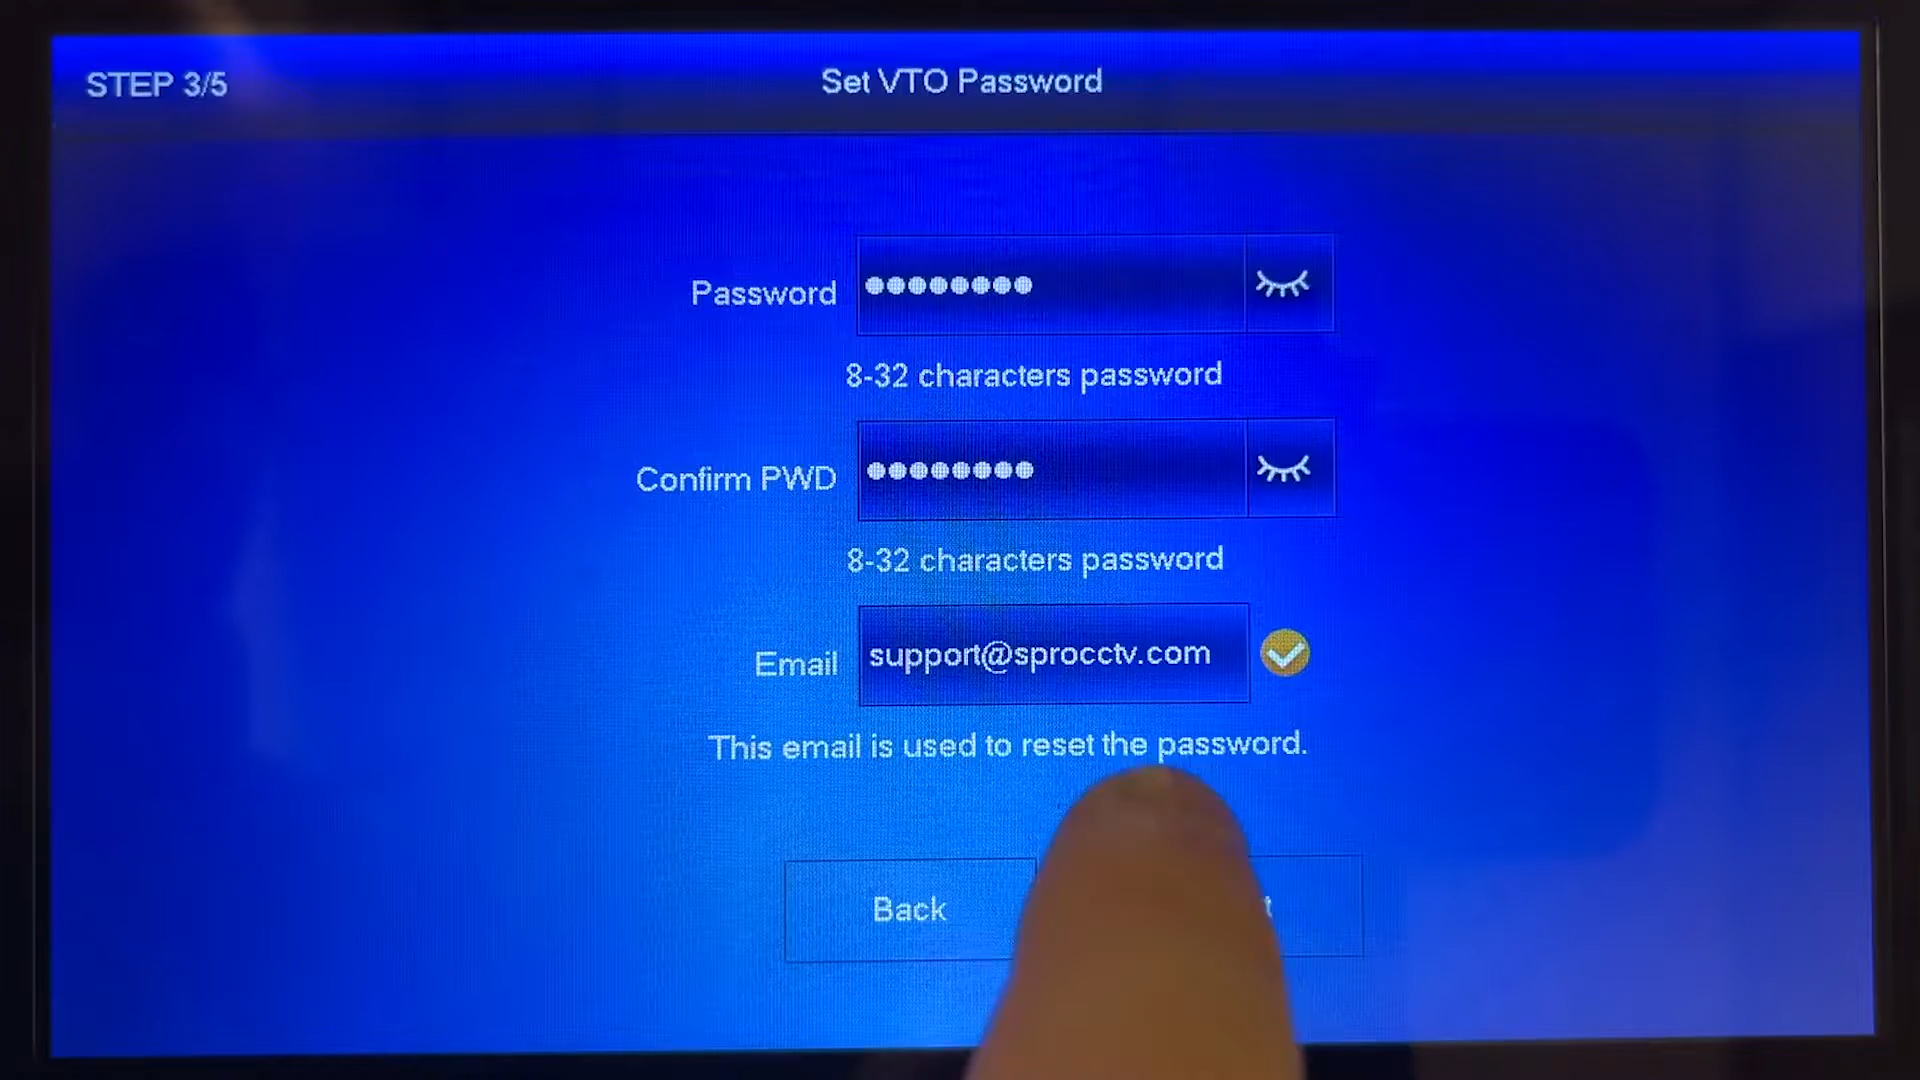 STEP 3/5
Set VTO Password
Password
●●●●●●●●
8-32 characters password
Confirm PWD
●●●●●●●●
8-32 characters password
Email
support@sprocctv.com
This email is used to reset the password.
Back